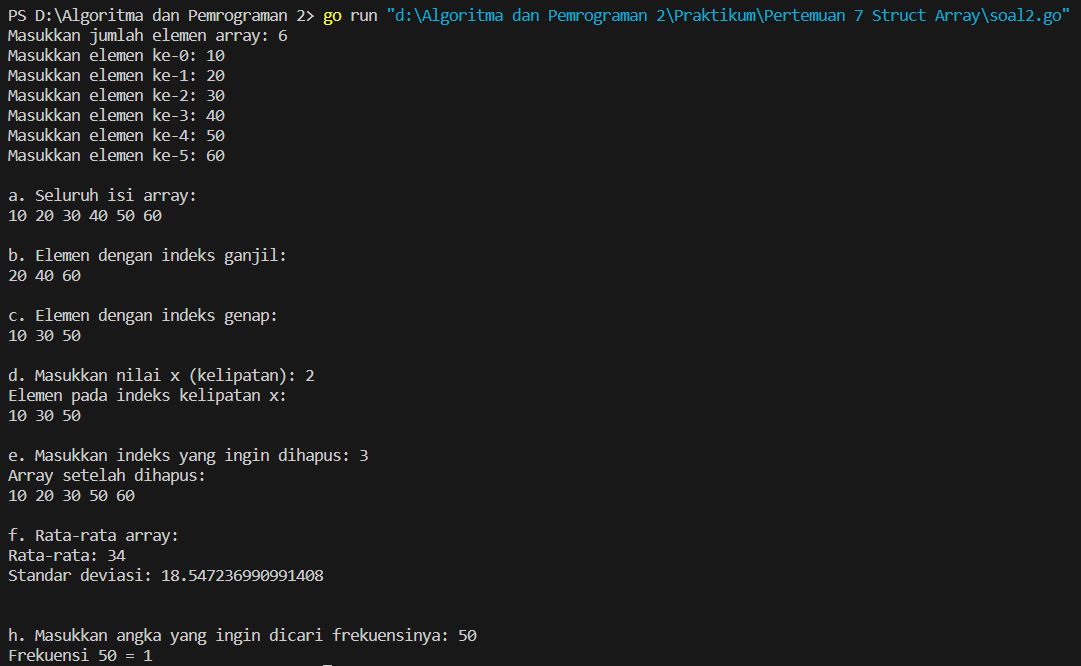 PS D:\Algoritma dan Pemrograman 2> go run "d:\Algoritma dan Pemrograman 2\Praktikum\Pertemuan 7 Struct Array\soal2.go"
Masukkan jumlah elemen array: 6
Masukkan elemen ke-0: 10
Masukkan elemen ke-1: 20
Masukkan elemen ke-2: 30
Masukkan elemen ke-3: 40
Masukkan elemen ke-4: 50
Masukkan elemen ke-5: 60
a. Seluruh isi array:
10 20 30 40 50 60
b. Elemen dengan indeks ganjil:
20 40 60
c. Elemen dengan indeks genap:
10 30 50
d. Masukkan nilai x (kelipatan): 2
Elemen pada indeks kelipatan x:
10 30 50
e. Masukkan indeks yang ingin dihapus: 3
Array setelah dihapus:
10 20 30 50 60
f. Rata-rata array:
Rata-rata: 34
Standar deviasi: 18.547236990991408
h. Masukkan angka yang ingin dicari frekuensinya: 50
Frekuensi 50 = 1